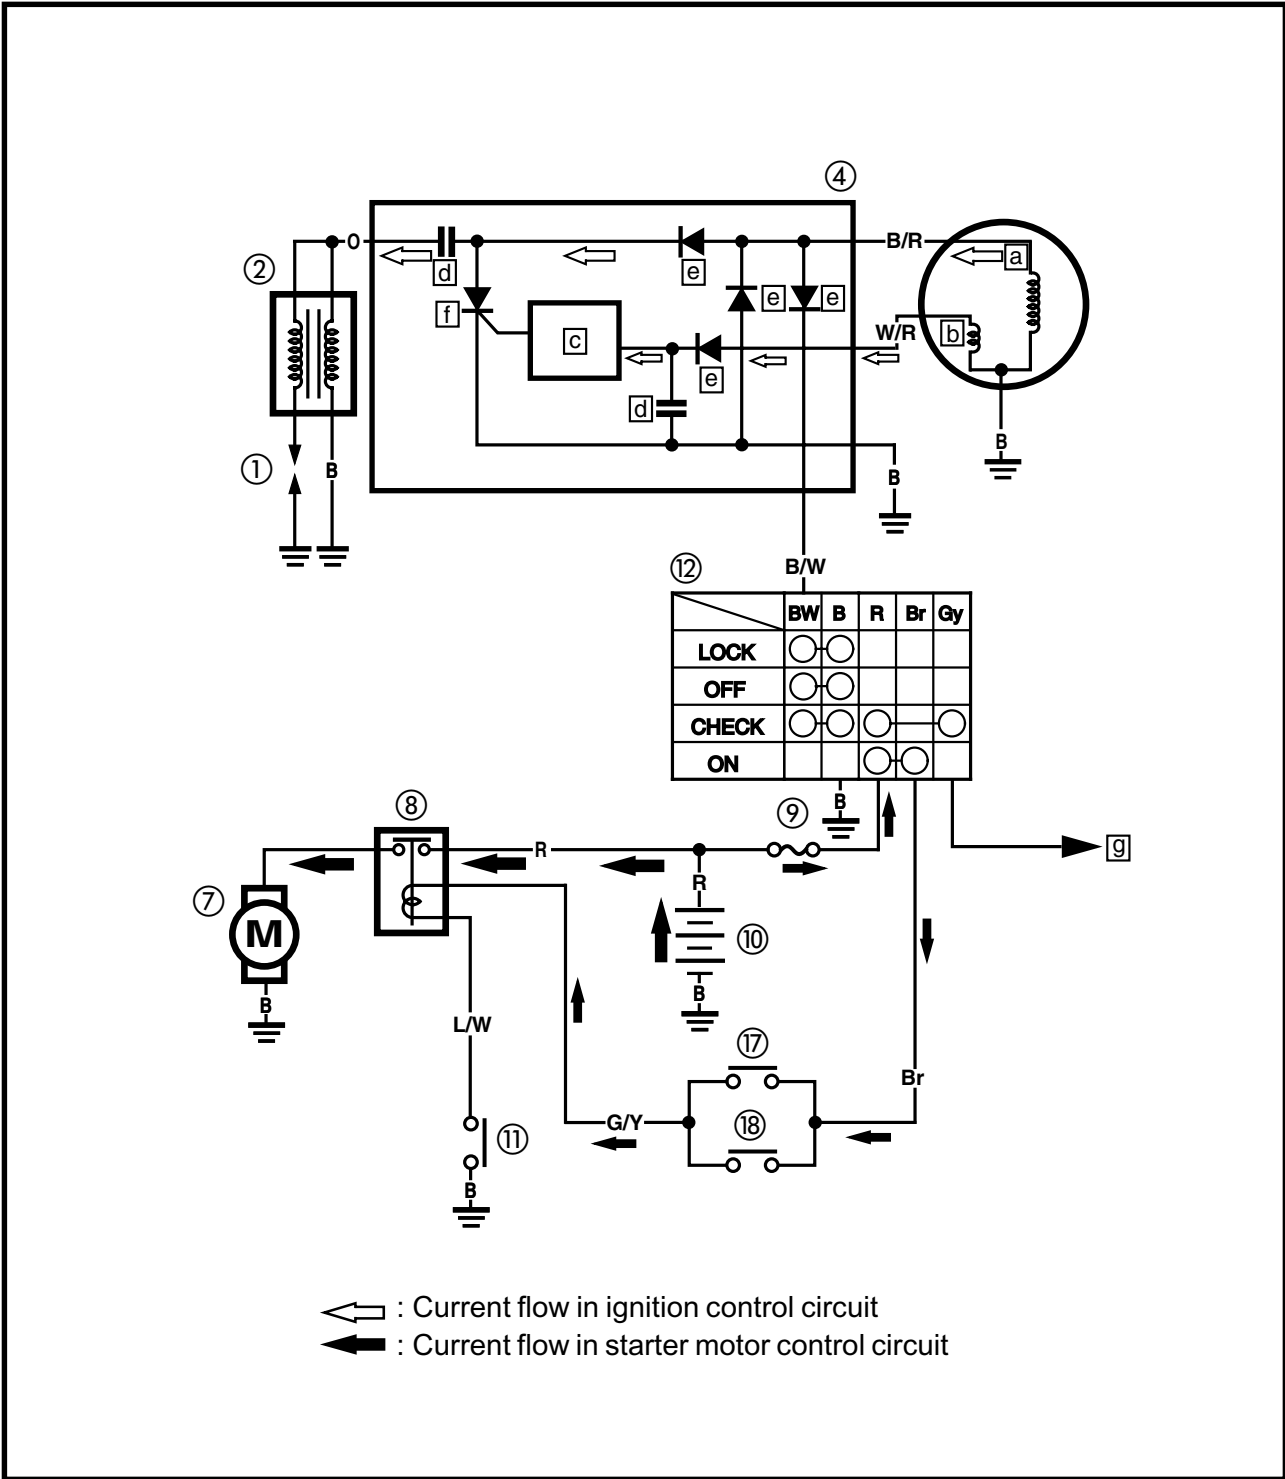 ④
O
B/R
a
②
d
e
e
e
f
c
W/R
b
e
d
B
①
B
B
⑫
B/W
BW B R Br Gy
LOCK
OFF
CHECK
ON
⑧
⑨
B
R
g
⑦
R
M
⑩
B
B
L/W
⑰
Br
G/Y
⑱
⑪
B
: Current flow in ignition control circuit
: Current flow in starter motor control circuit